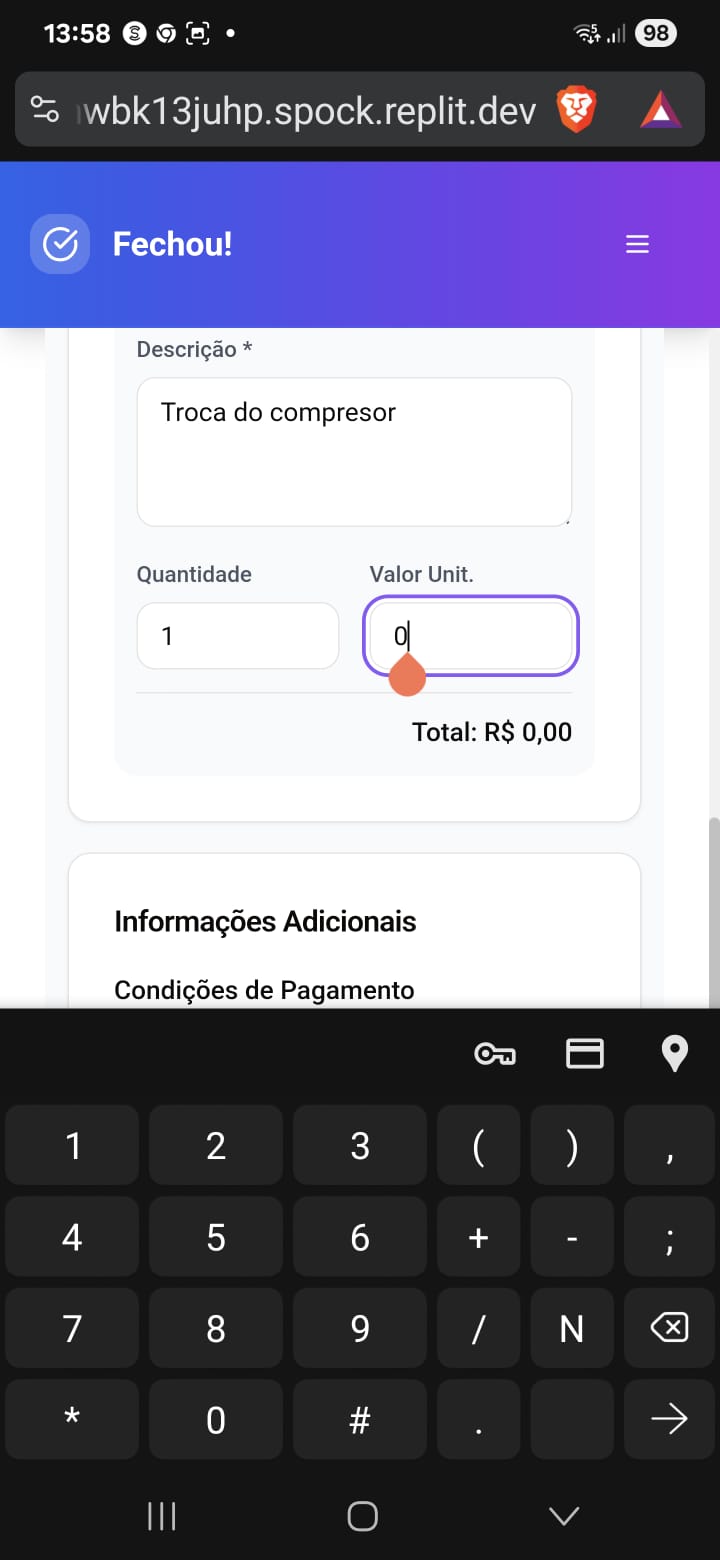 13:58
98
wbk13juhp.spock.replit.dev
Fechou!
Descrição *
Troca do compresor
Quantidade
Valor Unit.
1
0
Total: R$ 0,00
Informações Adicionais
Condições de Pagamento
1 2 3 ( ) ,
4 5 6 + - ;
7 8 9 / N
* 0 # .